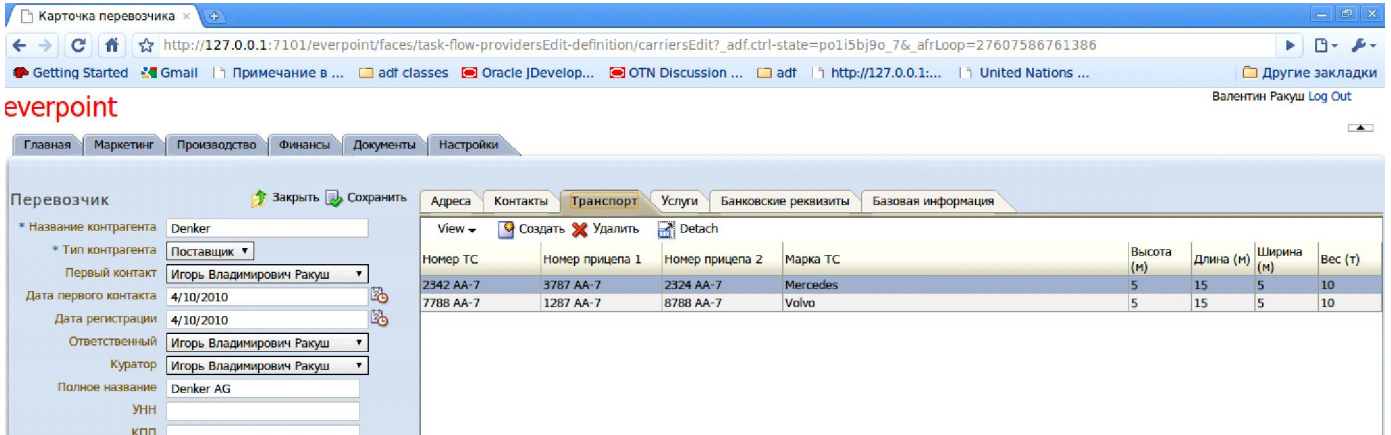 Карточка перевозчика
http://127.0.0.1:7101/everpoint/faces/task-flow-providersEdit-definition/carriersEdit?_adf.ctrl-state=po1i5bj9o_7&_afrLoop=27607586761386
Getting Started Gmail Примечание в ... adf classes Oracle JDevelop... OTN Discussion ... adf http://127.0.0.1:... United Nations ... Другие закладки
Валентин Ракуш Log Out
everpoint
Главная Маркетинг Производство Финансы Документы Настройки
Перевозчик Закрыть Сохранить
* Название контрагента Denker
* Тип контрагента Поставщик
Первый контакт Игорь Владимирович Ракуш
Дата первого контакта 4/10/2010
Дата регистрации 4/10/2010
Ответственный Игорь Владимирович Ракуш
Куратор Игорь Владимирович Ракуш
Полное название Denker AG
УНН
КПП
Адреса Контакты Транспорт Услуги Банковские реквизиты Базовая информация
View Создать Удалить Detach
Номер ТС Номер прицепа 1 Номер прицепа 2 Марка ТС Высота (м) Длина (м) Ширина (м) Вес (т)
2342 AA-7 3787 AA-7 2324 AA-7 Mercedes 5 15 5 10
7788 AA-7 1287 AA-7 8788 AA-7 Volvo 5 15 5 10